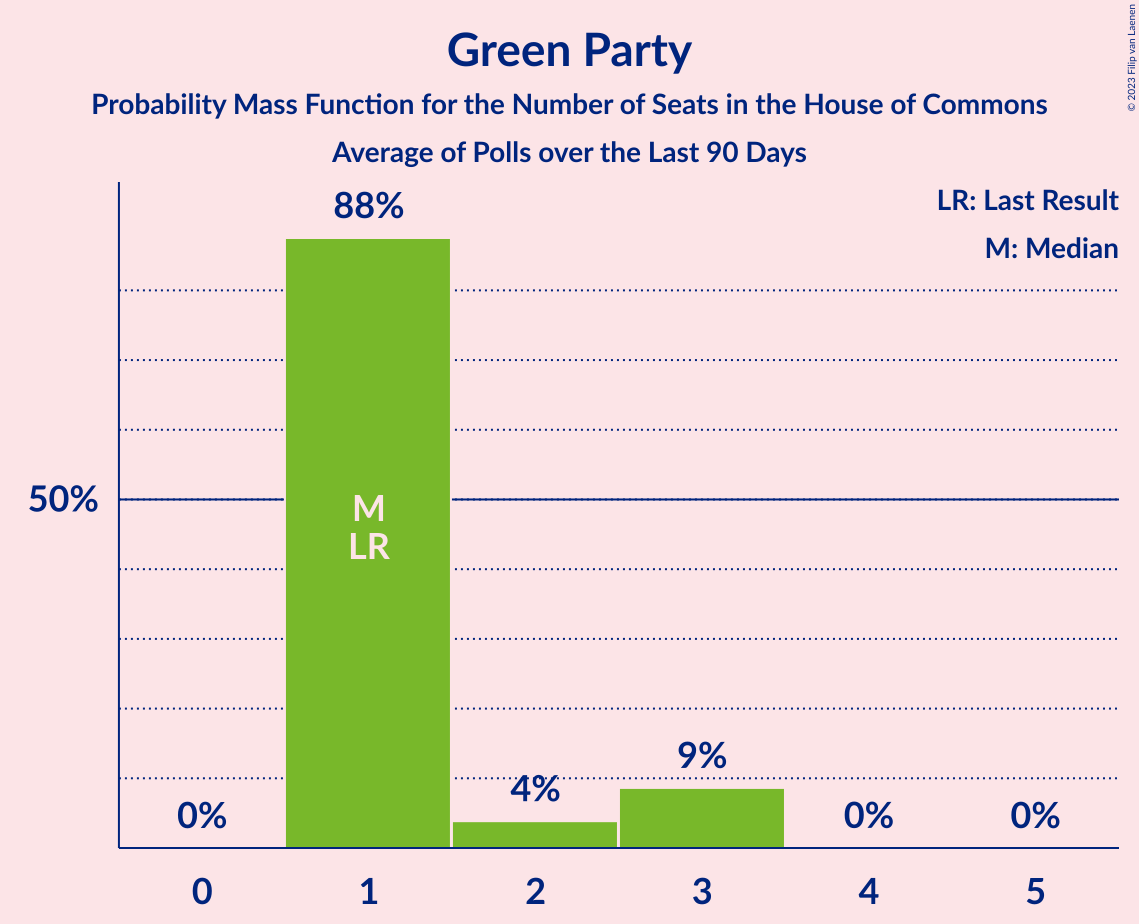 © 2023 Filip van Laenen
Green Party
Probability Mass Function for the Number of Seats in the House of Commons
Average of Polls over the Last 90 Days
LR: Last Result
M: Median
88%
50%
M
LR
9%
4%
0%
0%
0%
0 1 2 3 4 5